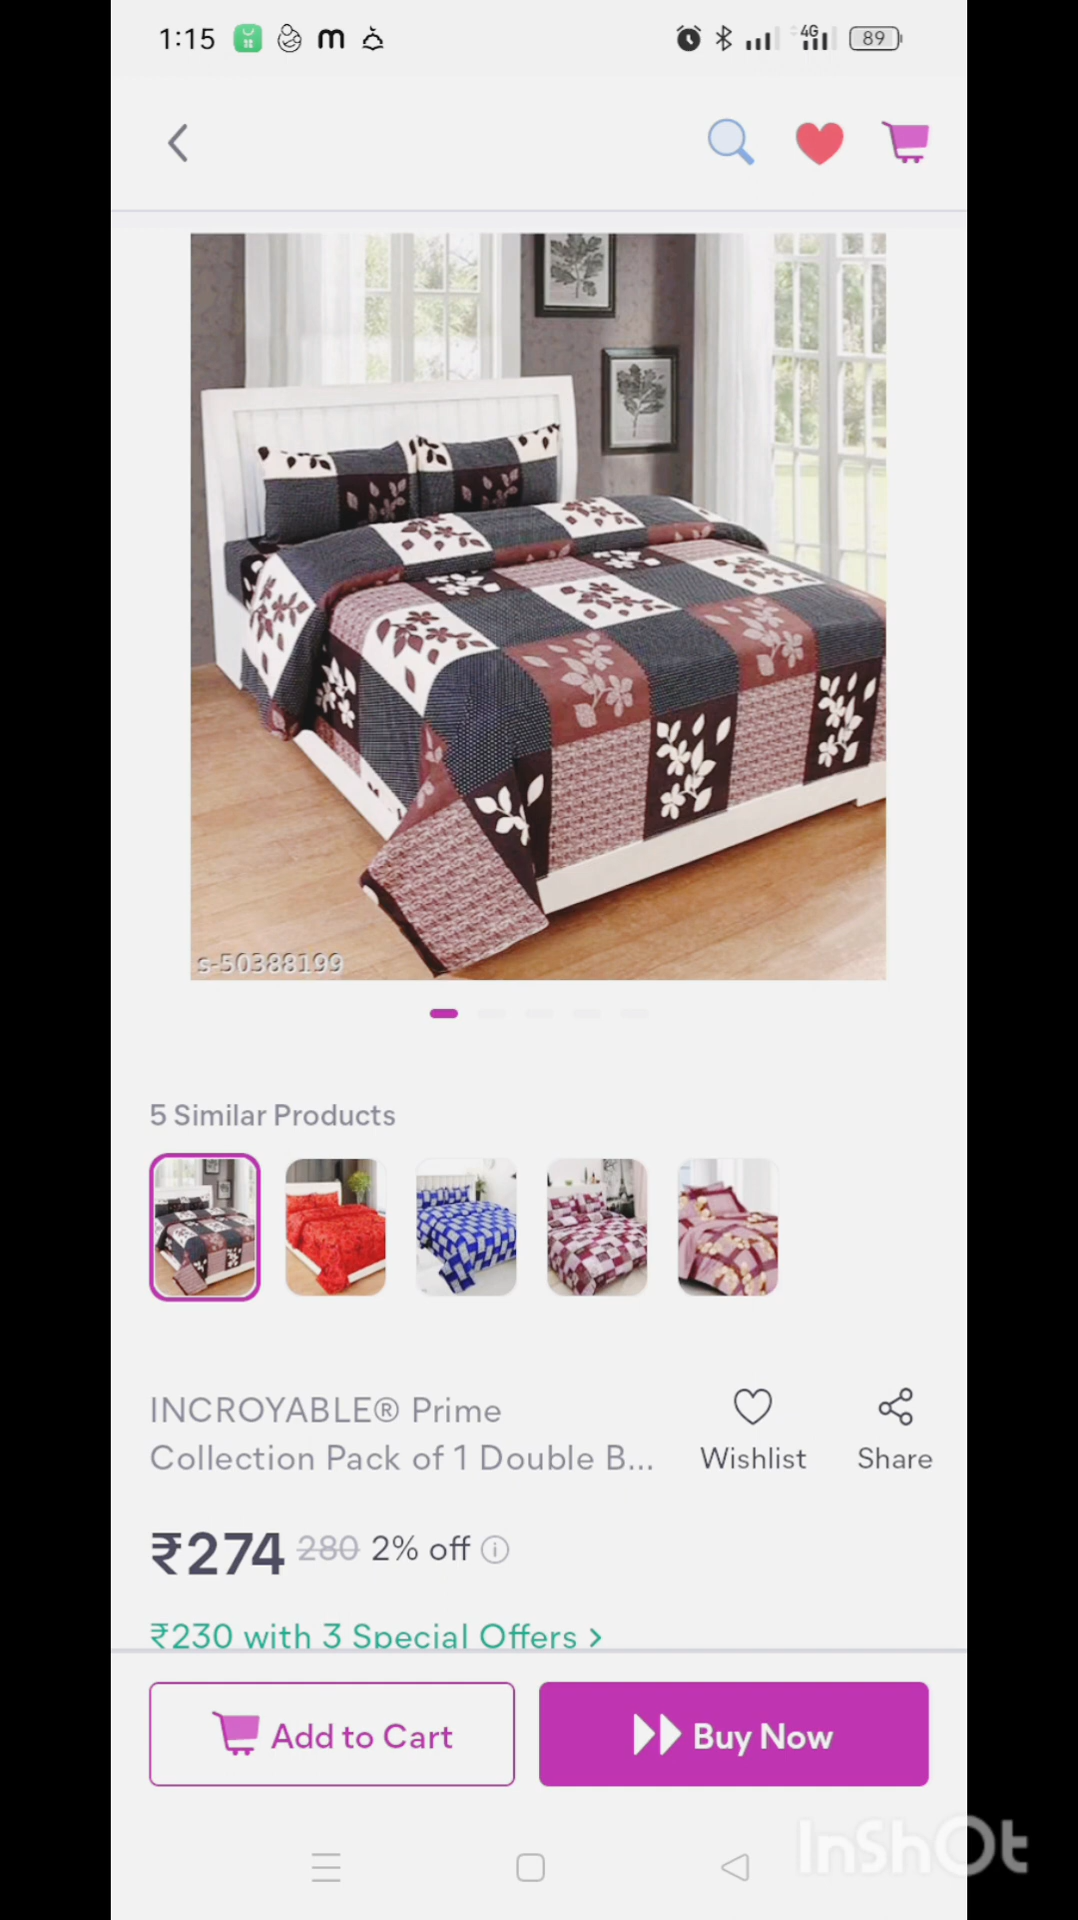 1:15
m
4G
89
s-50388199
5 Similar Products
INCROYABLE® Prime
Collection Pack of 1 Double B...
Wishlist
Share
₹274 280 2% off
₹230 with 3 Special Offers >
Add to Cart
Buy Now
InShOt